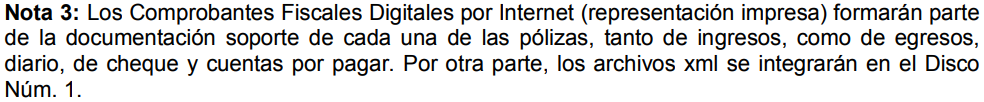 Nota 3: Los Comprobantes Fiscales Digitales por Internet (representación impresa) formarán parte
de la documentación soporte de cada una de las pólizas, tanto de ingresos, como de egresos,
diario, de cheque y cuentas por pagar. Por otra parte, los archivos xml se integrarán en el Disco
Núm. 1.